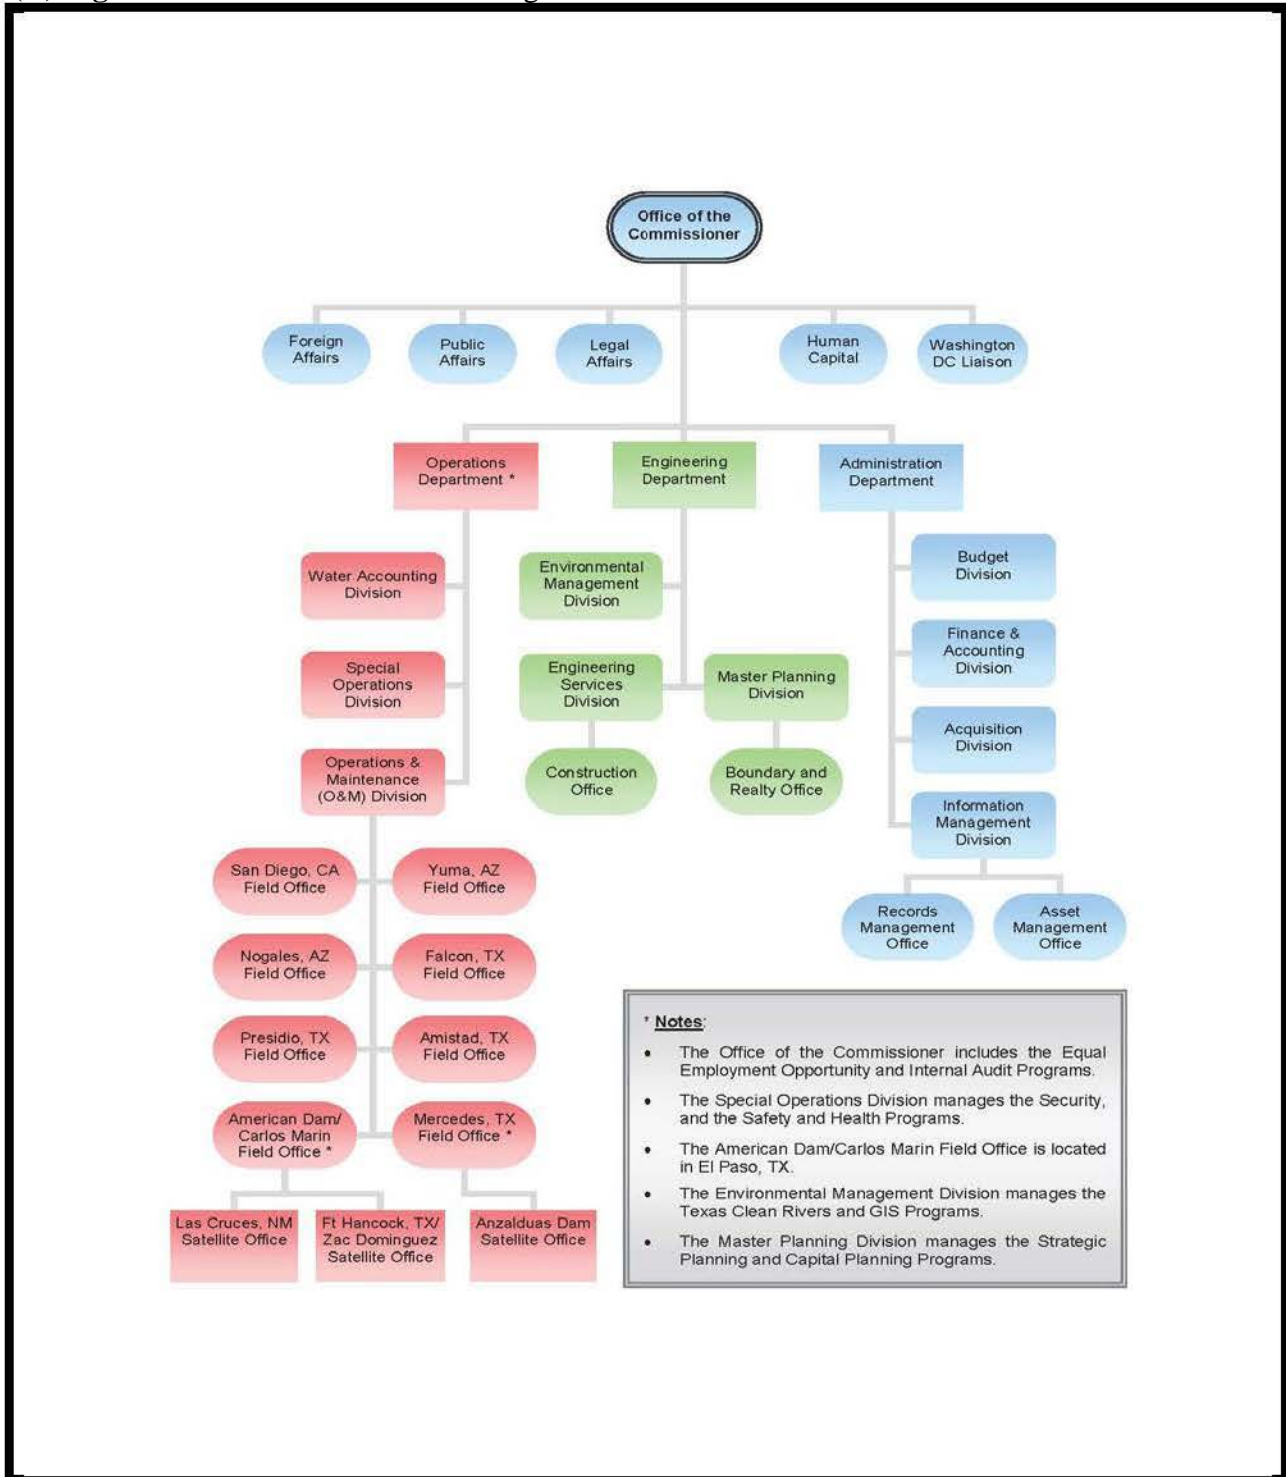 Office of the
Commissioner
Foreign
Affairs
Public
Affairs
Legal
Affairs
Human
Capital
Washington
DC Liaison
Operations
Department *
Engineering
Department
Administration
Department
Water Accounting
Division
Environmental
Management
Division
Budget
Division
Special
Operations
Division
Engineering
Services
Division
Master Planning
Division
Finance &
Accounting
Division
Operations &
Maintenance
(O&M) Division
Construction
Office
Boundary and
Realty Office
Acquisition
Division
Information
Management
Division
San Diego, CA
Field Office
Yuma, AZ
Field Office
Records
Management
Office
Asset
Management
Office
Nogales, AZ
Field Office
Falcon, TX
Field Office
Presidio, TX
Field Office
Amistad, TX
Field Office
American Dam/
Carlos Marin
Field Office *
Mercedes, TX
Field Office *
Las Cruces, NM
Satellite Office
Ft Hancock, TX/
Zac Dominguez
Satellite Office
Anzalduas Dam
Satellite Office
* Notes:
• The Office of the Commissioner includes the Equal
Employment Opportunity and Internal Audit Programs.
• The Special Operations Division manages the Security,
and the Safety and Health Programs.
• The American Dam/Carlos Marin Field Office is located
in El Paso, TX.
• The Environmental Management Division manages the
Texas Clean Rivers and GIS Programs.
• The Master Planning Division manages the Strategic
Planning and Capital Planning Programs.